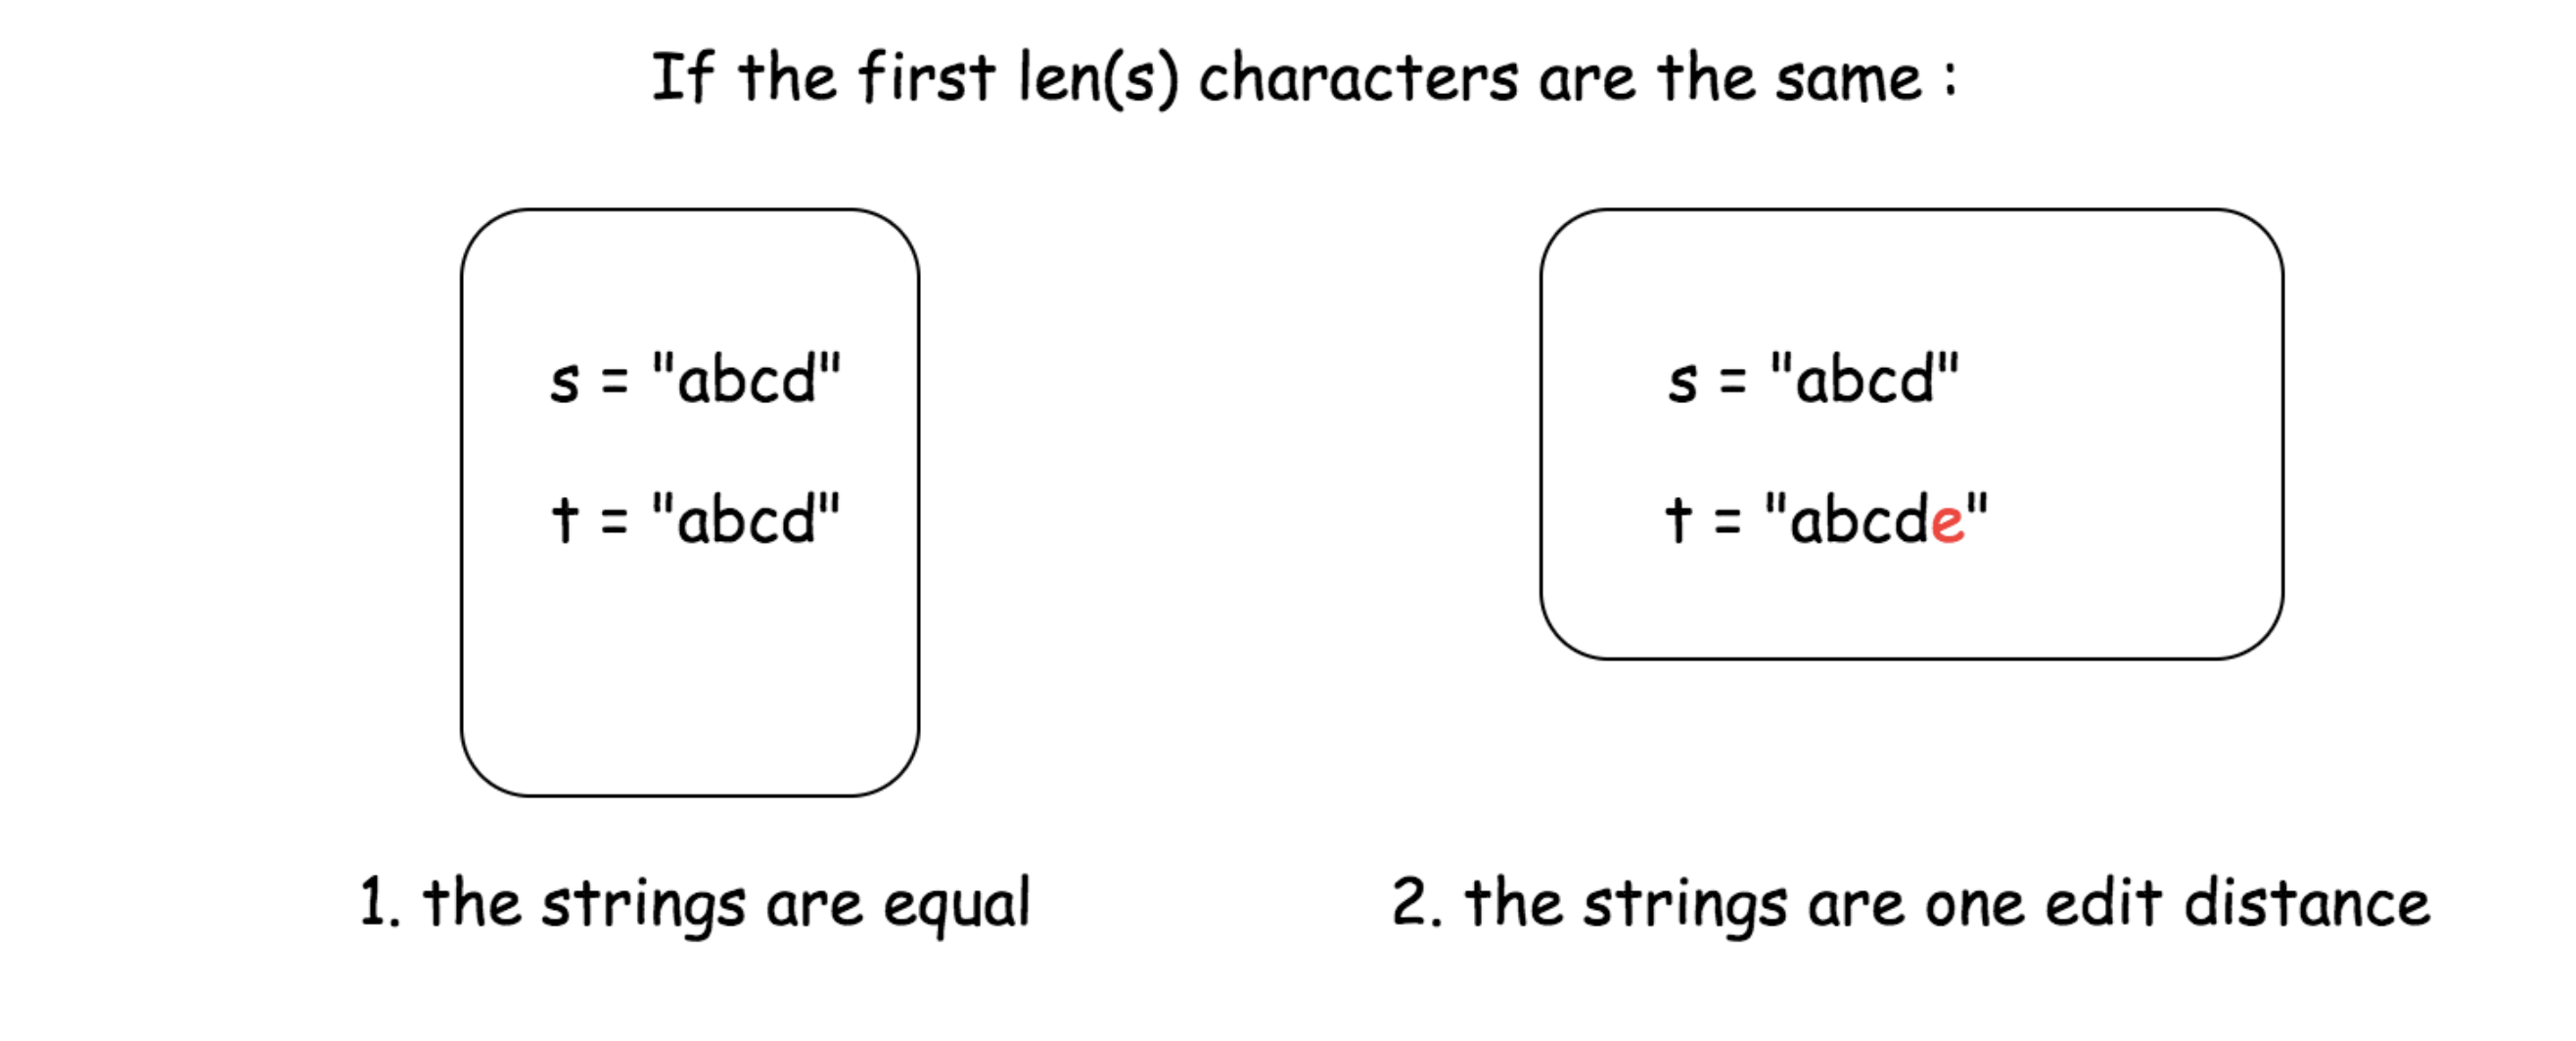 If the first len(s) characters are the same :
s = "abcd"
t = "abcd"
1. the strings are equal
s = "abcd"
t = "abcde"
2. the strings are one edit distance